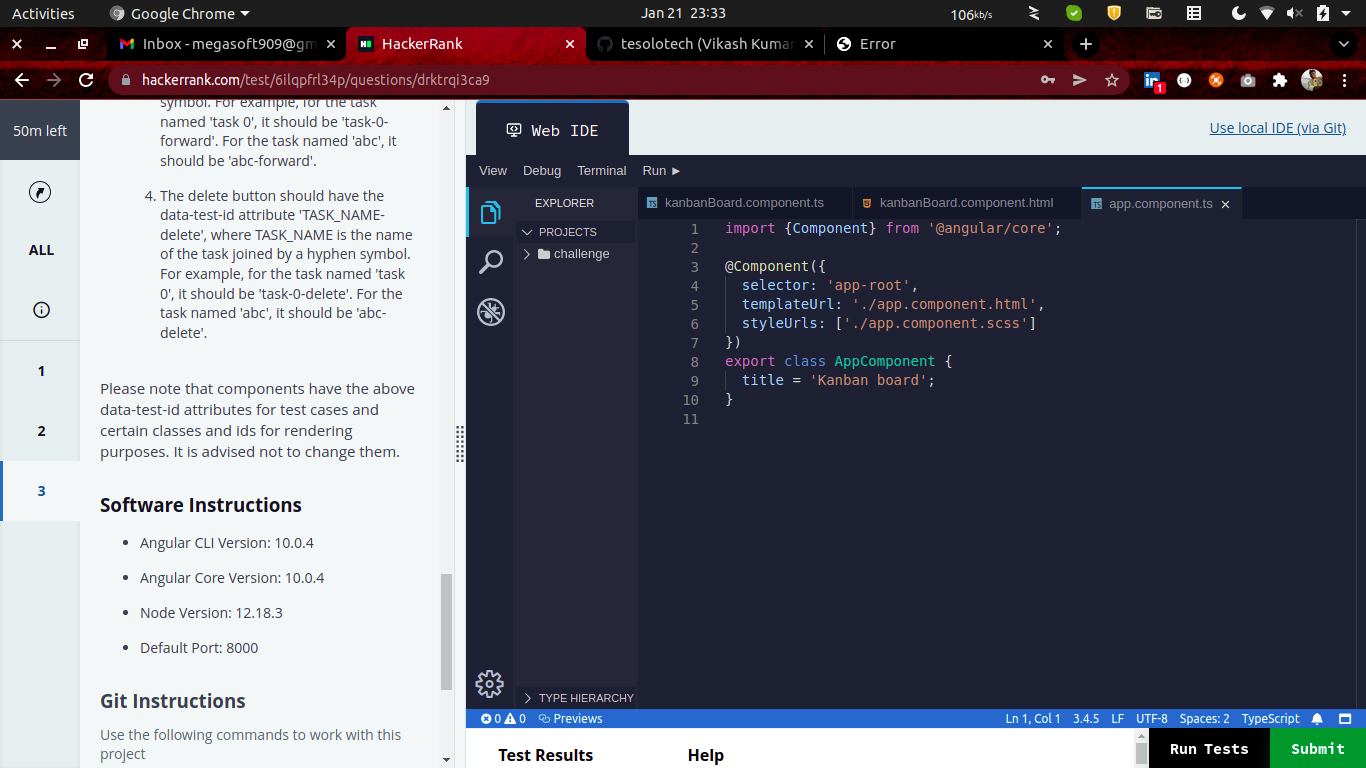 Activities
Google Chrome
Jan 21 23:33
106kb/s
Inbox - megasoft909@gm
HackerRank
tesolotech (Vikash Kumar
Error
hackerrank.com/test/6ilqpfrl34p/questions/drktrqi3ca9
1
50m left
ALL
1
2
3
symbol. For example, for the task
named 'task 0', it should be 'task-0-
forward'. For the task named 'abc', it
should be 'abc-forward'.
4. The delete button should have the
data-test-id attribute 'TASK_NAME-
delete', where TASK_NAME is the name
of the task joined by a hyphen symbol.
For example, for the task named 'task
0', it should be 'task-0-delete'. For the
task named 'abc', it should be 'abc-
delete'.
Please note that components have the above
data-test-id attributes for test cases and
certain classes and ids for rendering
purposes. It is advised not to change them.
Software Instructions
• Angular CLI Version: 10.0.4
• Angular Core Version: 10.0.4
• Node Version: 12.18.3
• Default Port: 8000
Git Instructions
Use the following commands to work with this
project
Web IDE
Use local IDE (via Git)
View Debug Terminal Run
EXPLORER
PROJECTS
challenge
TYPE HIERARCHY
kanbanBoard.component.ts
kanbanBoard.component.html
app.component.ts
1 import {Component} from '@angular/core';
2
3 @Component({
4 selector: 'app-root',
5 templateUrl: './app.component.html',
6 styleUrls: ['./app.component.scss']
7 })
8 export class AppComponent {
9 title = 'Kanban board';
10 }
11
0 0 Previews
Ln 1, Col 1 3.4.5 LF UTF-8 Spaces: 2 TypeScript
Test Results
Help
Run Tests
Submit